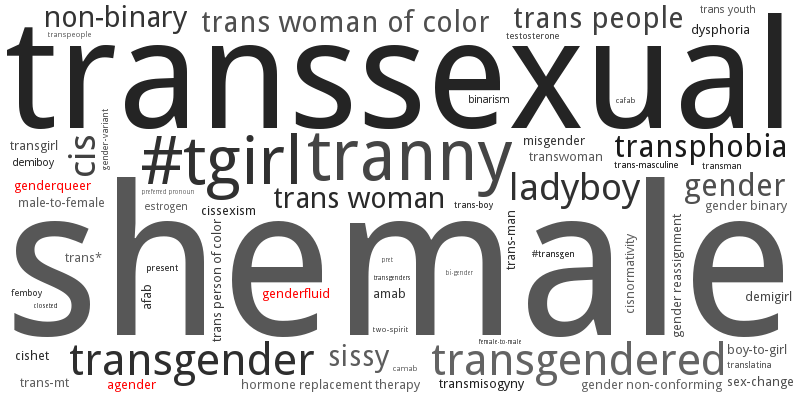 non-binary
trans woman of color
trans people
trans youth
transpeople
testosterone
dysphoria
transsexual
binarism
cafab
transgirl
cis
gender-variant
#tgirl
tranny
misgender
transphobia
demiboy
transwoman
trans-masculine
transman
genderqueer
preferred pronoun
trans woman
ladyboy
gender
male-to-female
estrogen
cissexism
trans-boy
gender binary
shemale
trans person of color
trans-man
gender reassignment
trans*
present
pret
#transgen
cisnormativity
transgenders
bi-gender
femboy
closeted
afab
genderfluid
amab
demigirl
two-spirit
female-to-male
cishet
transgender
sissy
transgendered
boy-to-girl
camab
translatina
trans-mt
agender
hormone replacement therapy
transmisogyny
gender non-conforming
sex-change